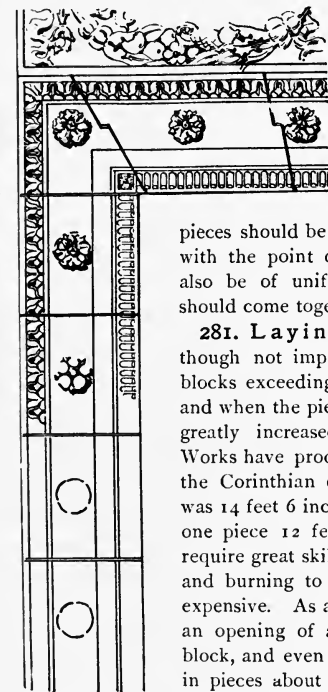 pieces should be
with the point
also be of unif
should come toge
281. Layin
though not imp
blocks exceeding
and when the pie
greatly increase
Works have proc
the Corinthian
was 14 feet 6 inc
one piece 12 fe
require great skil
and burning to
expensive. As a
an opening of a
block, and even
in pieces about